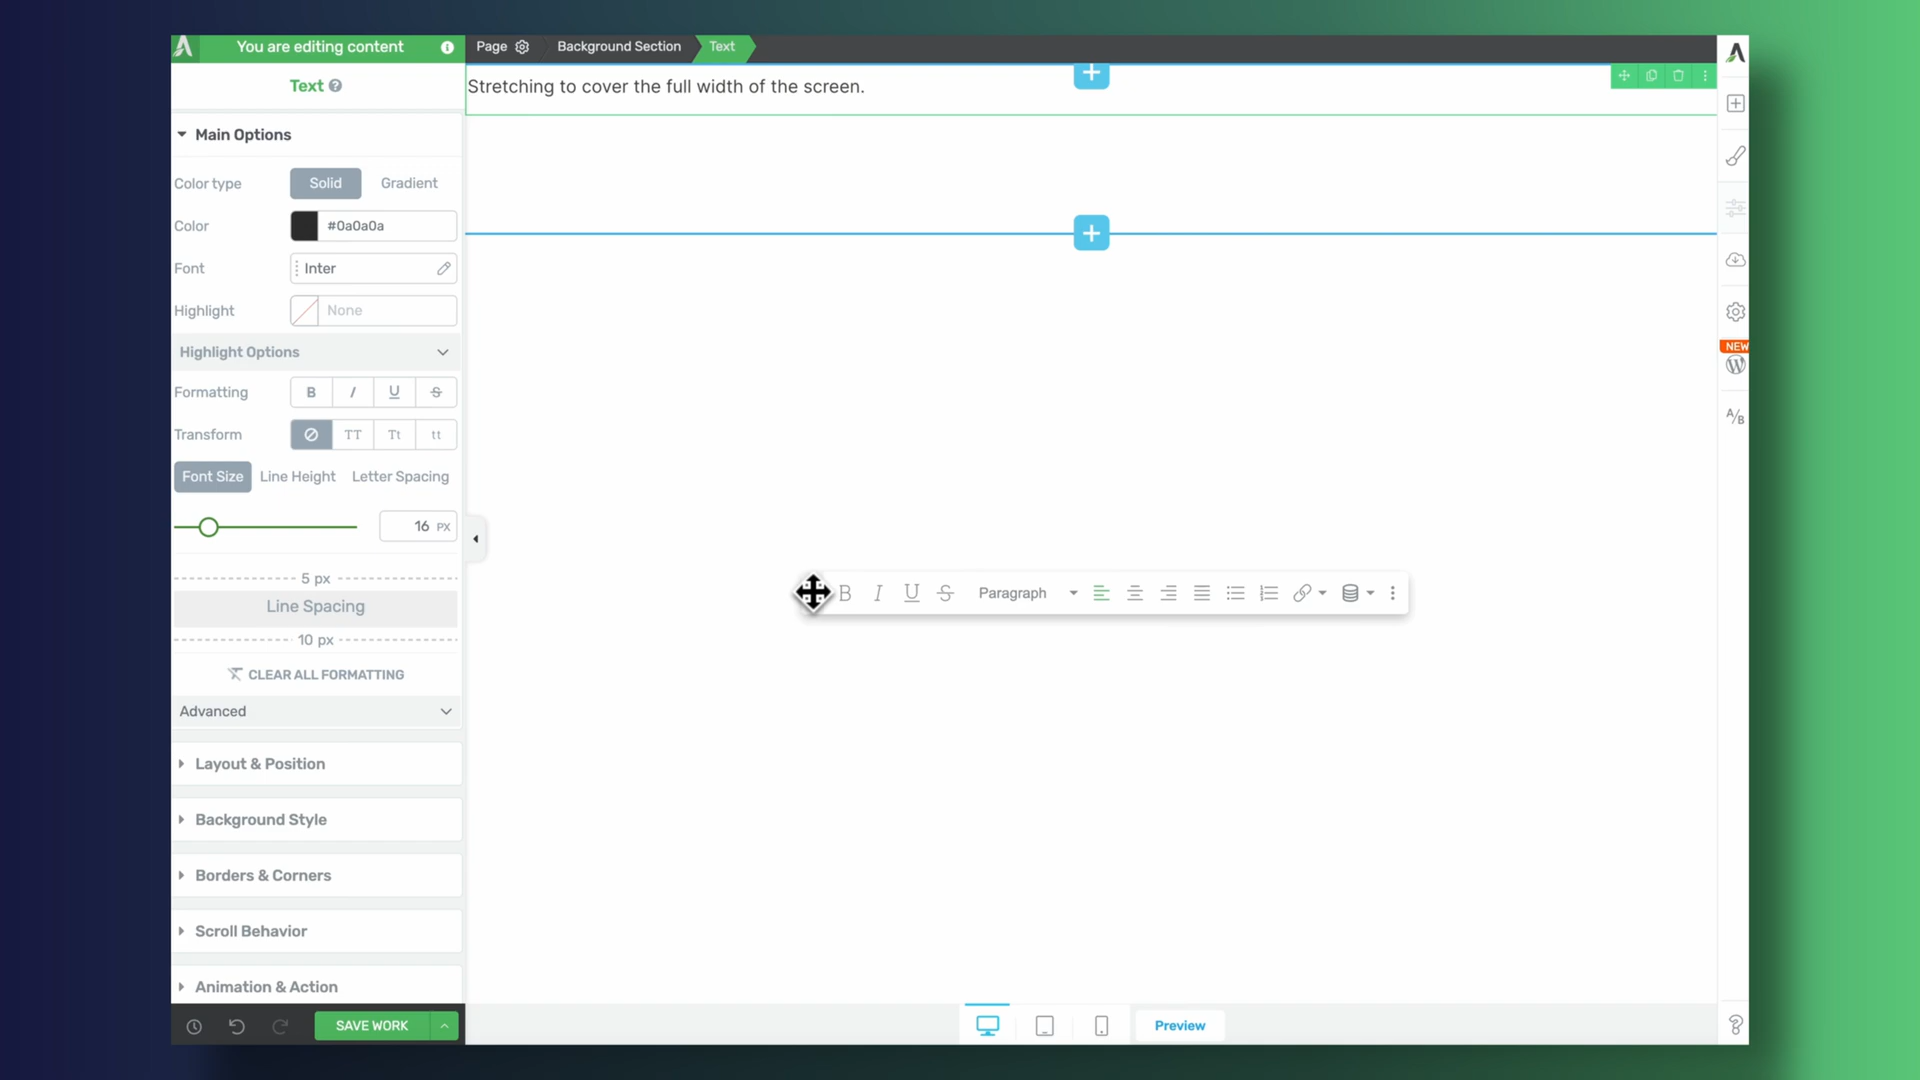 You are editing content
Page
Background Section
Text
Text
Stretching to cover the full width of the screen.
Main Options
Color type
Solid
Gradient
Color
#0a0a0a
Font
Inter
Highlight
None
Highlight Options
Formatting
B I U S
Transform
TT Tt tt
Font Size
Line Height
Letter Spacing
16 PX
5 px
Line Spacing
10 px
CLEAR ALL FORMATTING
Advanced
Layout & Position
Background Style
Borders & Corners
Scroll Behavior
Animation & Action
SAVE WORK
B I U S
Paragraph
NEW
A/B
Preview